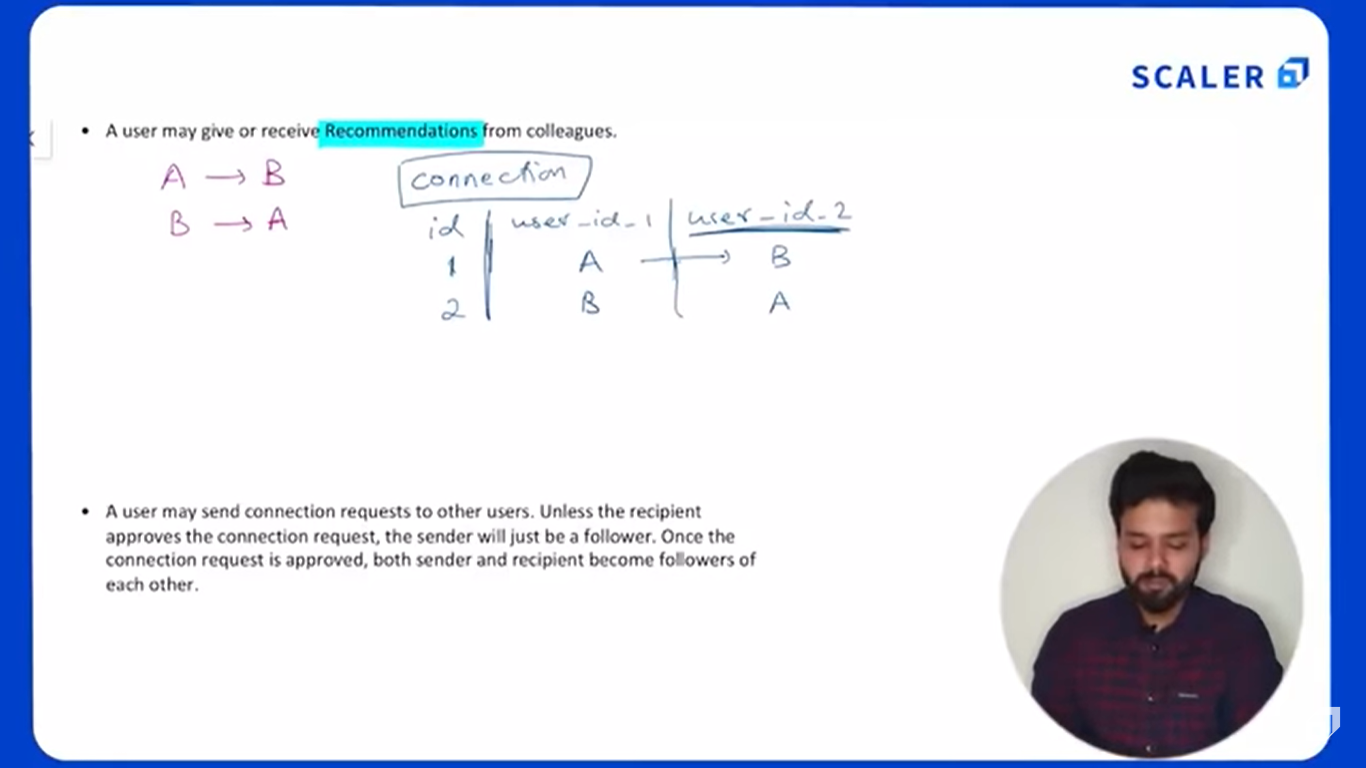 SCALER
• A user may give or receive Recommendations from colleagues.
A → B
B → A
connection
id user_id_1 user_id_2
1 A → B
2 B A
• A user may send connection requests to other users. Unless the recipient
approves the connection request, the sender will just be a follower. Once the
connection request is approved, both sender and recipient become followers of
each other.